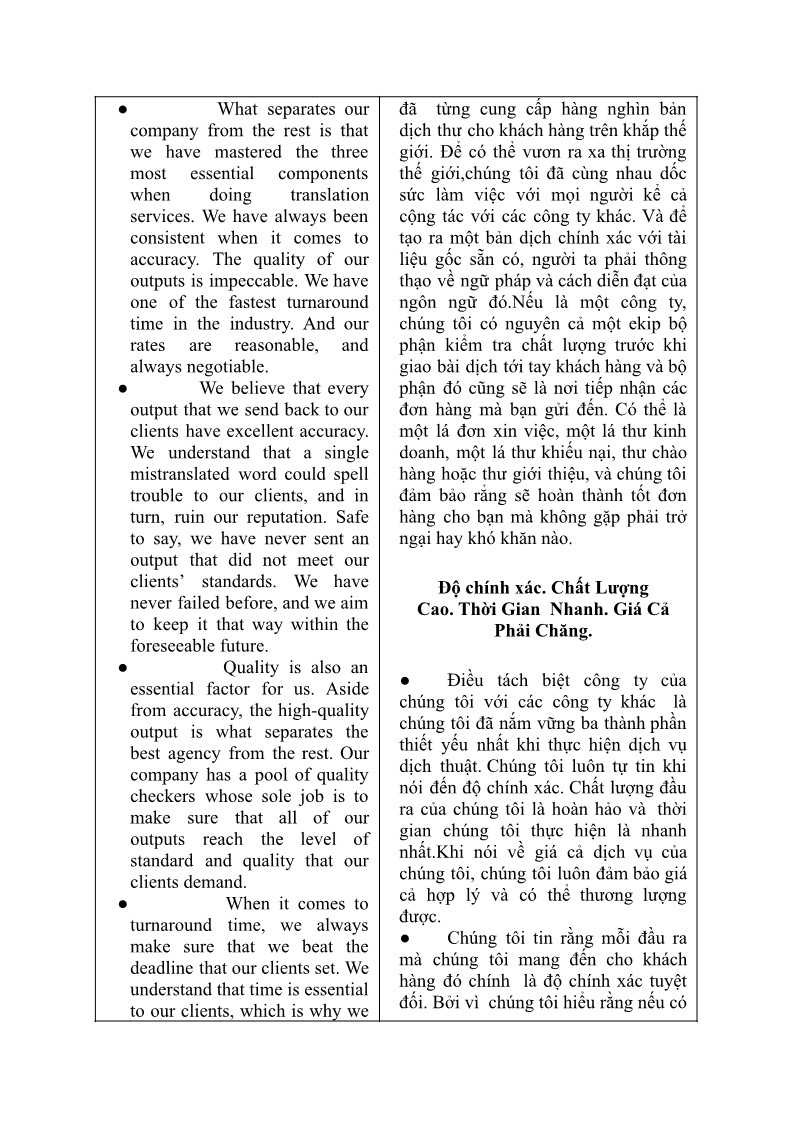 ● What separates our
company from the rest is that
we have mastered the three
most essential components
when doing translation
services. We have always been
consistent when it comes to
accuracy. The quality of our
outputs is impeccable. We have
one of the fastest turnaround
time in the industry. And our
rates are reasonable, and
always negotiable.
● We believe that every
output that we send back to our
clients have excellent accuracy.
We understand that a single
mistranslated word could spell
trouble to our clients, and in
turn, ruin our reputation. Safe
to say, we have never sent an
output that did not meet our
clients’ standards. We have
never failed before, and we aim
to keep it that way within the
foreseeable future.
● Quality is also an
essential factor for us. Aside
from accuracy, the high-quality
output is what separates the
best agency from the rest. Our
company has a pool of quality
checkers whose sole job is to
make sure that all of our
outputs reach the level of
standard and quality that our
clients demand.
● When it comes to
turnaround time, we always
make sure that we beat the
deadline that our clients set. We
understand that time is essential
to our clients, which is why we
đã từng cung cấp hàng nghìn bản
dịch thư cho khách hàng trên khắp thế
giới. Để có thể vươn ra xa thị trường
thế giới,chúng tôi đã cùng nhau dốc
sức làm việc với mọi người kể cả
cộng tác với các công ty khác. Và để
tạo ra một bản dịch chính xác với tài
liệu gốc sẵn có, người ta phải thông
thạo về ngữ pháp và cách diễn đạt của
ngôn ngữ đó.Nếu là một công ty,
chúng tôi có nguyên cả một ekip bộ
phận kiểm tra chất lượng trước khi
giao bài dịch tới tay khách hàng và bộ
phận đó cũng sẽ là nơi tiếp nhận các
đơn hàng mà bạn gửi đến. Có thể là
một lá đơn xin việc, một lá thư kinh
doanh, một lá thư khiếu nại, thư chào
hàng hoặc thư giới thiệu, và chúng tôi
đảm bảo rằng sẽ hoàn thành tốt đơn
hàng cho bạn mà không gặp phải trở
ngại hay khó khăn nào.
Độ chính xác. Chất Lượng
Cao. Thời Gian Nhanh. Giá Cả
Phải Chăng.
● Điều tách biệt công ty của
chúng tôi với các công ty khác là
chúng tôi đã nắm vững ba thành phần
thiết yếu nhất khi thực hiện dịch vụ
dịch thuật. Chúng tôi luôn tự tin khi
nói đến độ chính xác. Chất lượng đầu
ra của chúng tôi là hoàn hảo và thời
gian chúng tôi thực hiện là nhanh
nhất.Khi nói về giá cả dịch vụ của
chúng tôi, chúng tôi luôn đảm bảo giá
cả hợp lý và có thể thương lượng
được.
● Chúng tôi tin rằng mỗi đầu ra
mà chúng tôi mang đến cho khách
hàng đó chính là độ chính xác tuyệt
đối. Bởi vì chúng tôi hiểu rằng nếu có